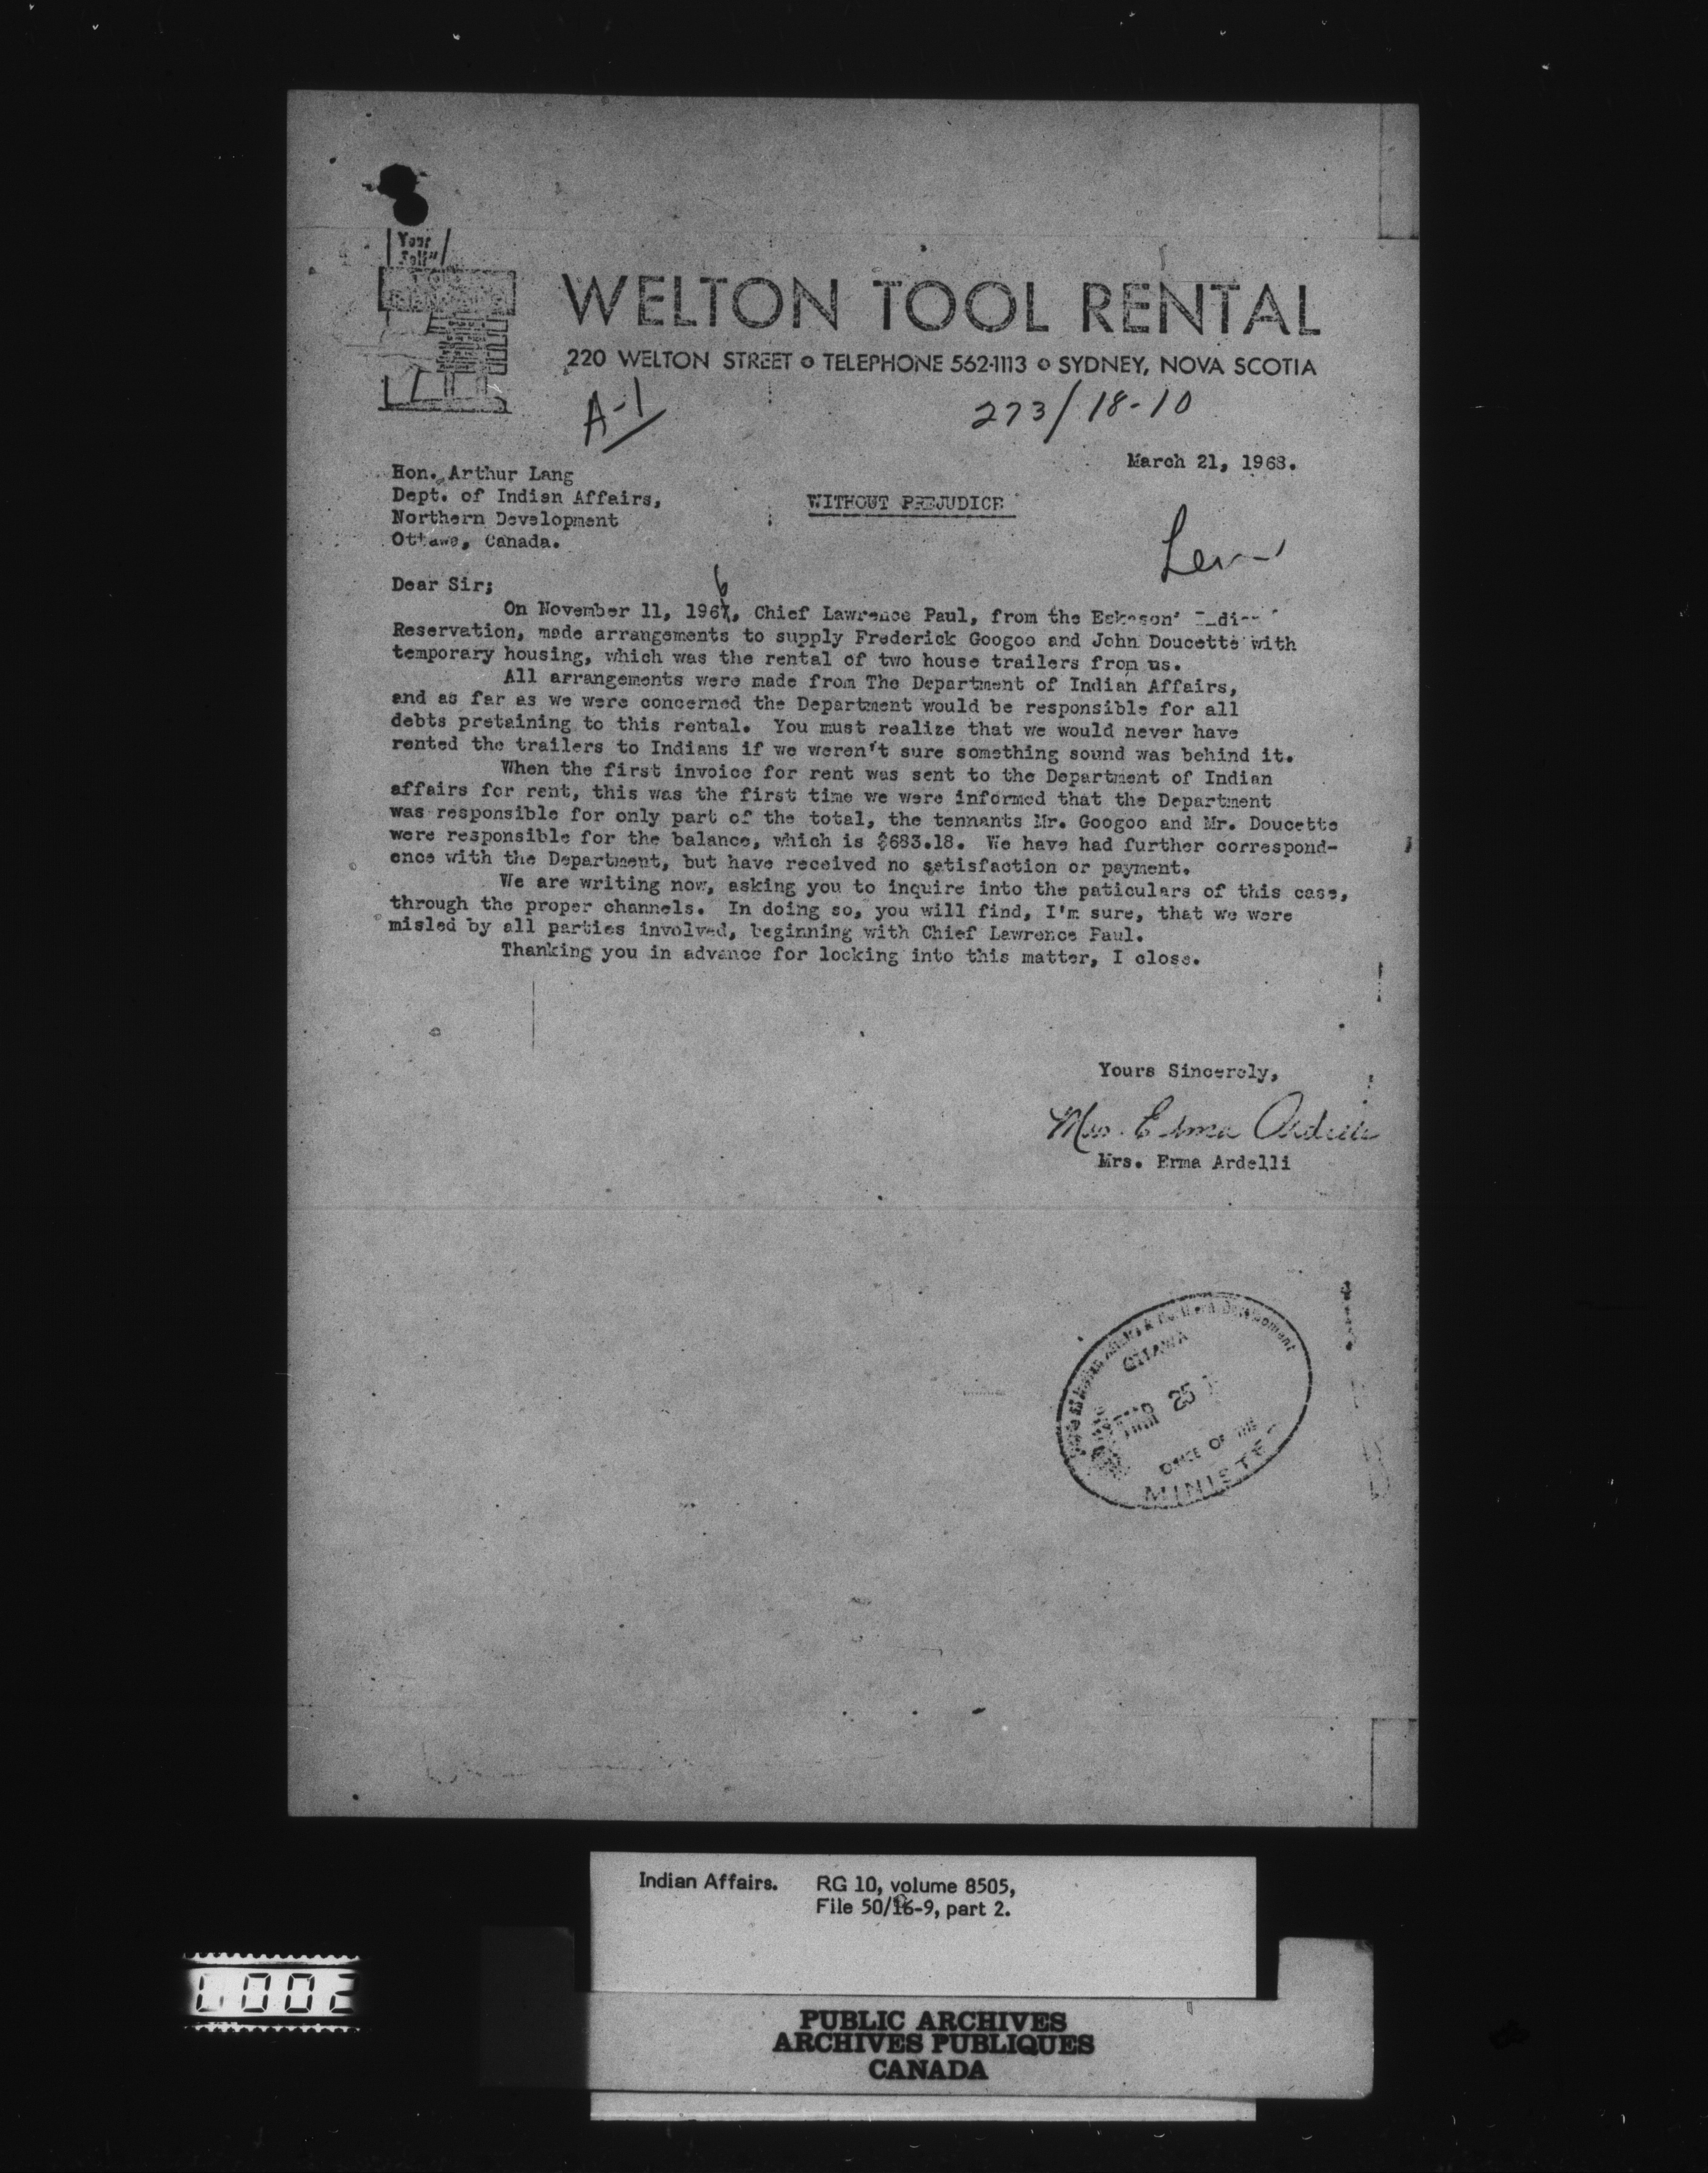 "Your
Self"
WELTON TOOL RENTAL
220 WELTON STREET • TELEPHONE 562-1113 • SYDNEY, NOVA SCOTIA
A-1
273/18-10
March 21, 1968.
Hon. Arthur Lang
Dept. of Indian Affairs,
Northern Development
Ottawa, Canada.
WITHOUT PREJUDICE
Dear Sir;
6
On November 11, 1967, Chief Lawrence Paul, from the Eskasoni Indian
Reservation, made arrangements to supply Frederick Googoo and John Doucette with
temporary housing, which was the rental of two house trailers from us.
All arrangements were made from The Department of Indian Affairs,
and as far as we were concerned the Department would be responsible for all
debts pretaining to this rental. You must realize that we would never have
rented the trailers to Indians if we weren't sure something sound was behind it.
When the first invoice for rent was sent to the Department of Indian
affairs for rent, this was the first time we were informed that the Department
was responsible for only part of the total, the tennants Mr. Googoo and Mr. Doucette
were responsible for the balance, which is $683.18. We have had further correspond-
ence with the Department, but have received no satisfaction or payment.
We are writing now, asking you to inquire into the paticulars of this case,
through the proper channels. In doing so, you will find, I'm sure, that we were
misled by all parties involved, beginning with Chief Lawrence Paul.
Thanking you in advance for looking into this matter, I close.
Yours Sincerely,
Mrs. Erma Ardelli
Mrs. Erma Ardelli
Indian Affairs & Northern Development
OTTAWA
MAR 25
OFFICE OF THE
MINISTER
Indian Affairs. RG 10, volume 8505,
File 50/16-9, part 2.
0002
PUBLIC ARCHIVES
ARCHIVES PUBLIQUES
CANADA